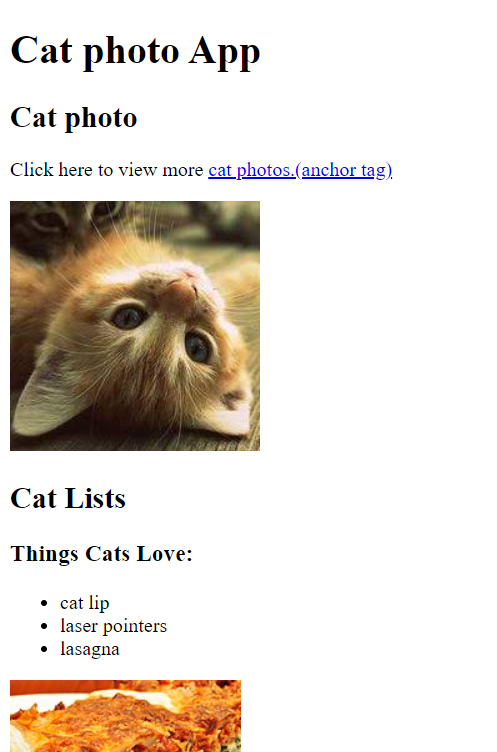 Cat photo App
Cat photo
Click here to view more cat photos.(anchor tag)
Cat Lists
Things Cats Love:
cat lip
laser pointers
lasagna